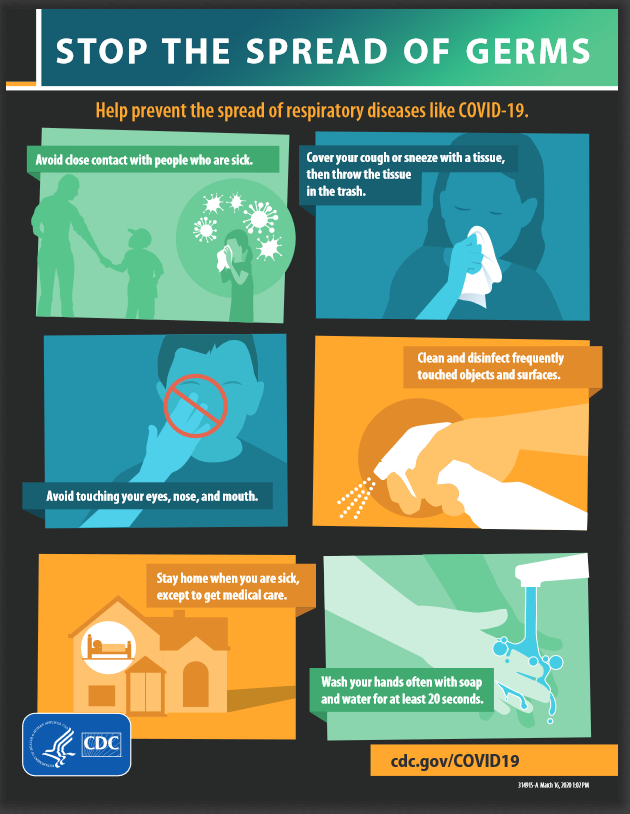 STOP THE SPREAD OF GERMS
Help prevent the spread of respiratory diseases like COVID-19.
Avoid close contact with people who are sick.
Cover your cough or sneeze with a tissue,
then throw the tissue
in the trash.
Avoid touching your eyes, nose, and mouth.
Clean and disinfect frequently
touched objects and surfaces.
Stay home when you are sick,
except to get medical care.
Wash your hands often with soap
and water for at least 20 seconds.
CDC
cdc.gov/COVID19
314915-A March 16, 2020 1:02 PM